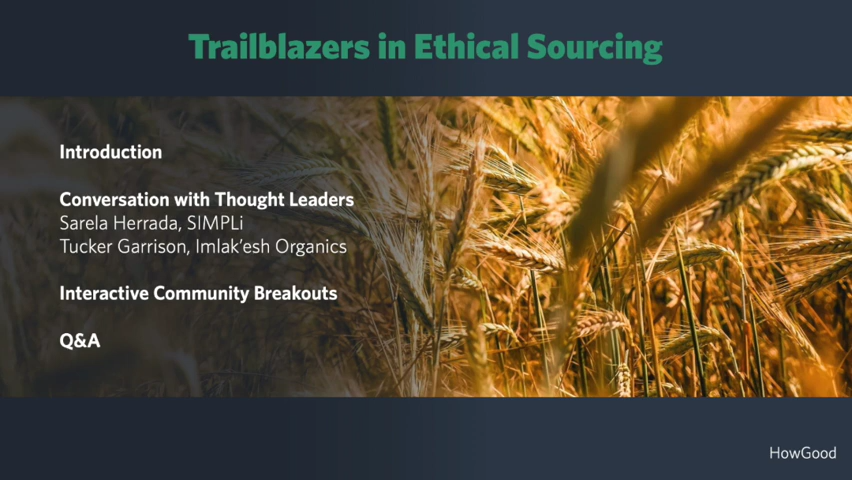 Trailblazers in Ethical Sourcing
Introduction
Conversation with Thought Leaders
Sarela Herrada, SIMPLi
Tucker Garrison, Imlak’esh Organics
Interactive Community Breakouts
Q&A
HowGood